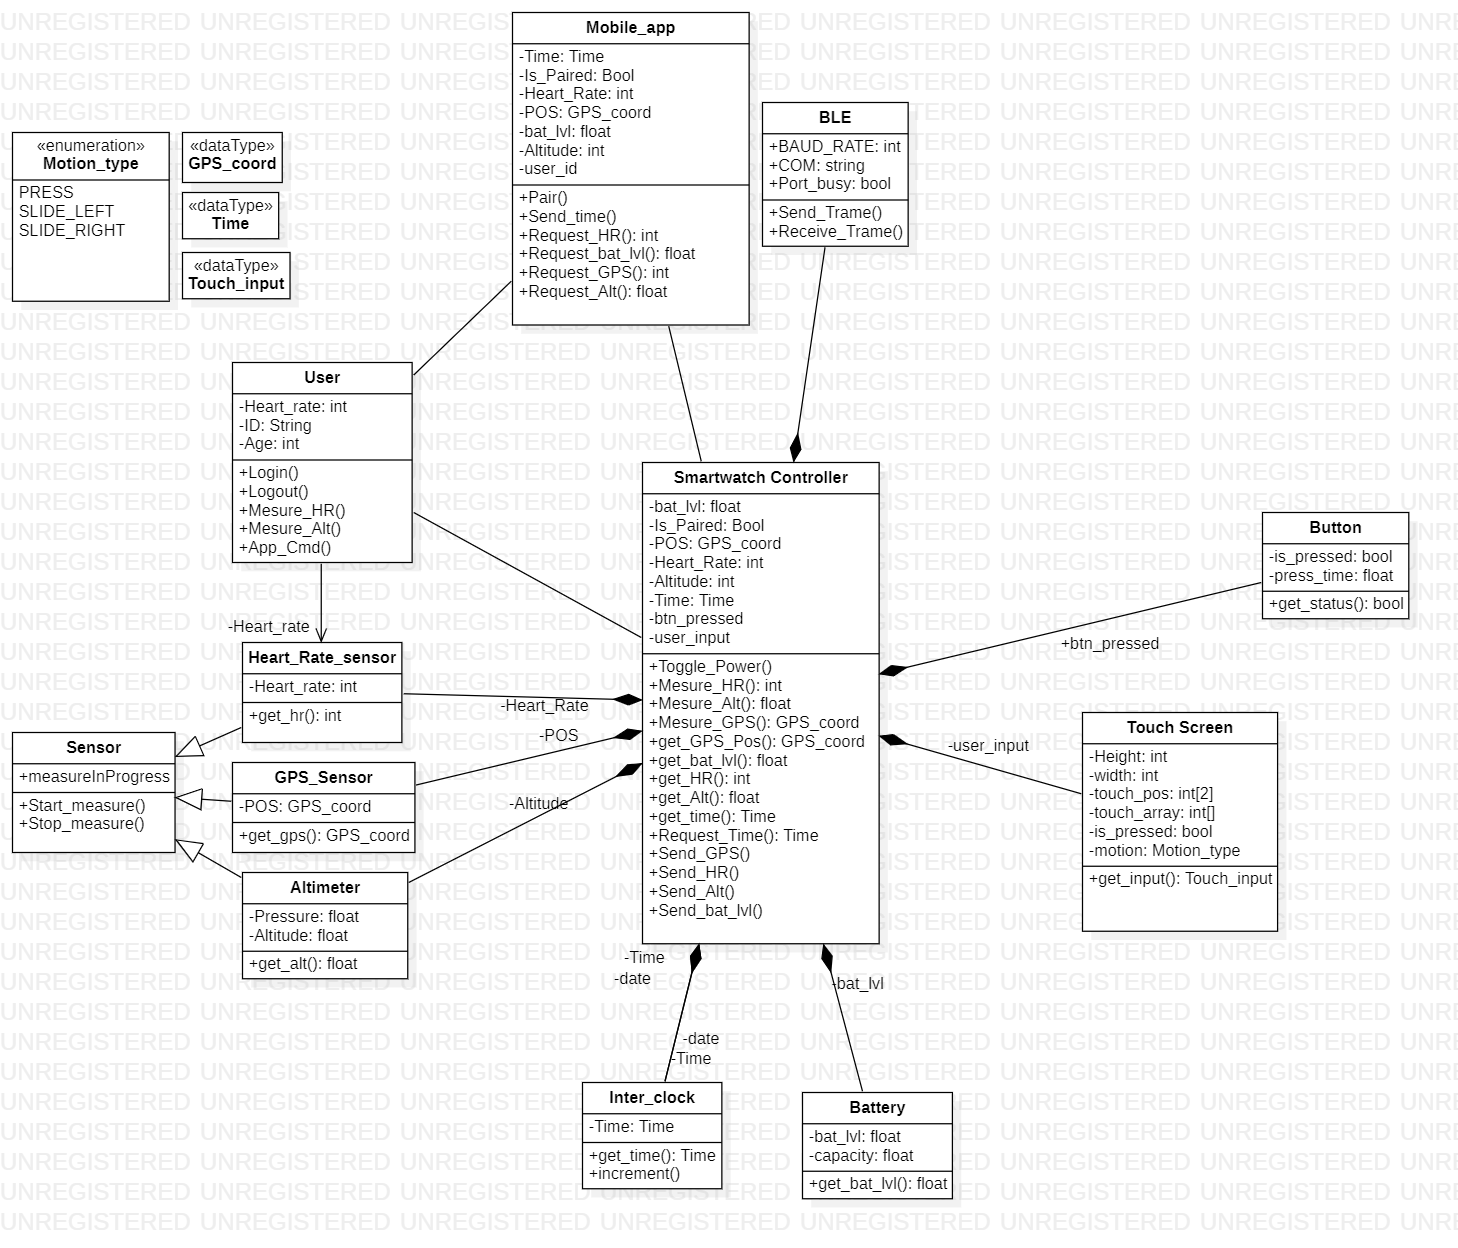 Mobile_app
-Time: Time
-Is_Paired: Bool
-Heart_Rate: int
-POS: GPS_coord
-bat_lvl: float
-Altitude: int
-user_id
+Pair()
+Send_time()
+Request_HR(): int
+Request_bat_lvl(): float
+Request_GPS(): int
+Request_Alt(): float
BLE
+BAUD_RATE: int
+COM: string
+Port_busy: bool
+Send_Trame()
+Receive_Trame()
«enumeration»
Motion_type
PRESS
SLIDE_LEFT
SLIDE_RIGHT
«dataType»
GPS_coord
«dataType»
Time
«dataType»
Touch_input
User
-Heart_rate: int
-ID: String
-Age: int
+Login()
+Logout()
+Mesure_HR()
+Mesure_Alt()
+App_Cmd()
Smartwatch Controller
-bat_lvl: float
-Is_Paired: Bool
-POS: GPS_coord
-Heart_Rate: int
-Altitude: int
-Time: Time
-btn_pressed
-user_input
+Toggle_Power()
+Mesure_HR(): int
+Mesure_Alt(): float
+Mesure_GPS(): GPS_coord
+get_GPS_Pos(): GPS_coord
+get_bat_lvl(): float
+get_HR(): int
+get_Alt(): float
+get_time(): Time
+Request_Time(): Time
+Send_GPS()
+Send_HR()
+Send_Alt()
+Send_bat_lvl()
Button
-is_pressed: bool
-press_time: float
+get_status(): bool
+btn_pressed
-Heart_rate
Heart_Rate_sensor
-Heart_rate: int
+get_hr(): int
-Heart_Rate
-POS
-Altitude
Sensor
+measureInProgress
+Start_measure()
+Stop_measure()
GPS_Sensor
-POS: GPS_coord
+get_gps(): GPS_coord
Altimeter
-Pressure: float
-Altitude: float
+get_alt(): float
-user_input
Touch Screen
-Height: int
-width: int
-touch_pos: int[2]
-touch_array: int[]
-is_pressed: bool
-motion: Motion_type
+get_input(): Touch_input
-Time
-date
-bat_lvl
-date
-Time
Inter_clock
-Time: Time
+get_time(): Time
+increment()
Battery
-bat_lvl: float
-capacity: float
+get_bat_lvl(): float
UNREGISTERED